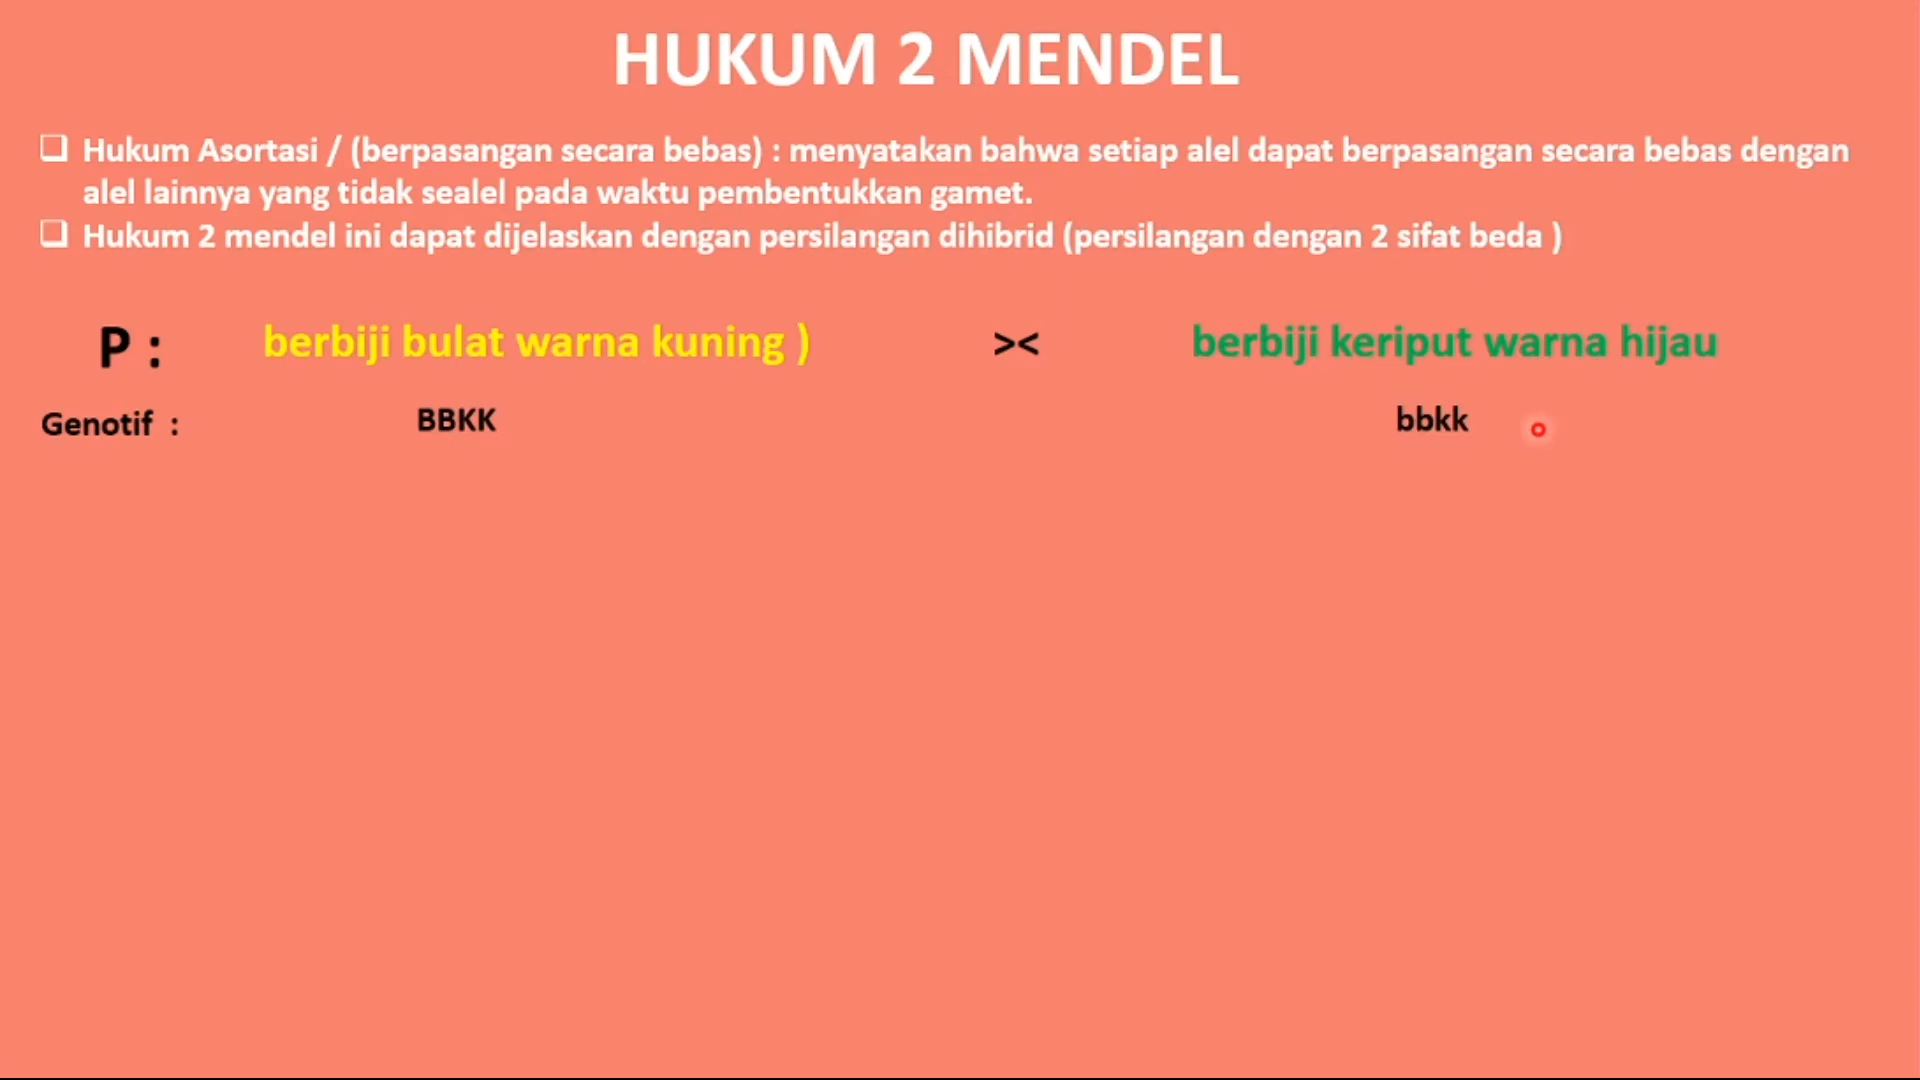 HUKUM 2 MENDEL
Hukum Asortasi / (berpasangan secara bebas) : menyatakan bahwa setiap alel dapat berpasangan secara bebas dengan
alel lainnya yang tidak sealel pada waktu pembentukkan gamet.
Hukum 2 mendel ini dapat dijelaskan dengan persilangan dihibrid (persilangan dengan 2 sifat beda )
P : berbiji bulat warna kuning ) >< berbiji keriput warna hijau
Genotif : BBKK bbkk